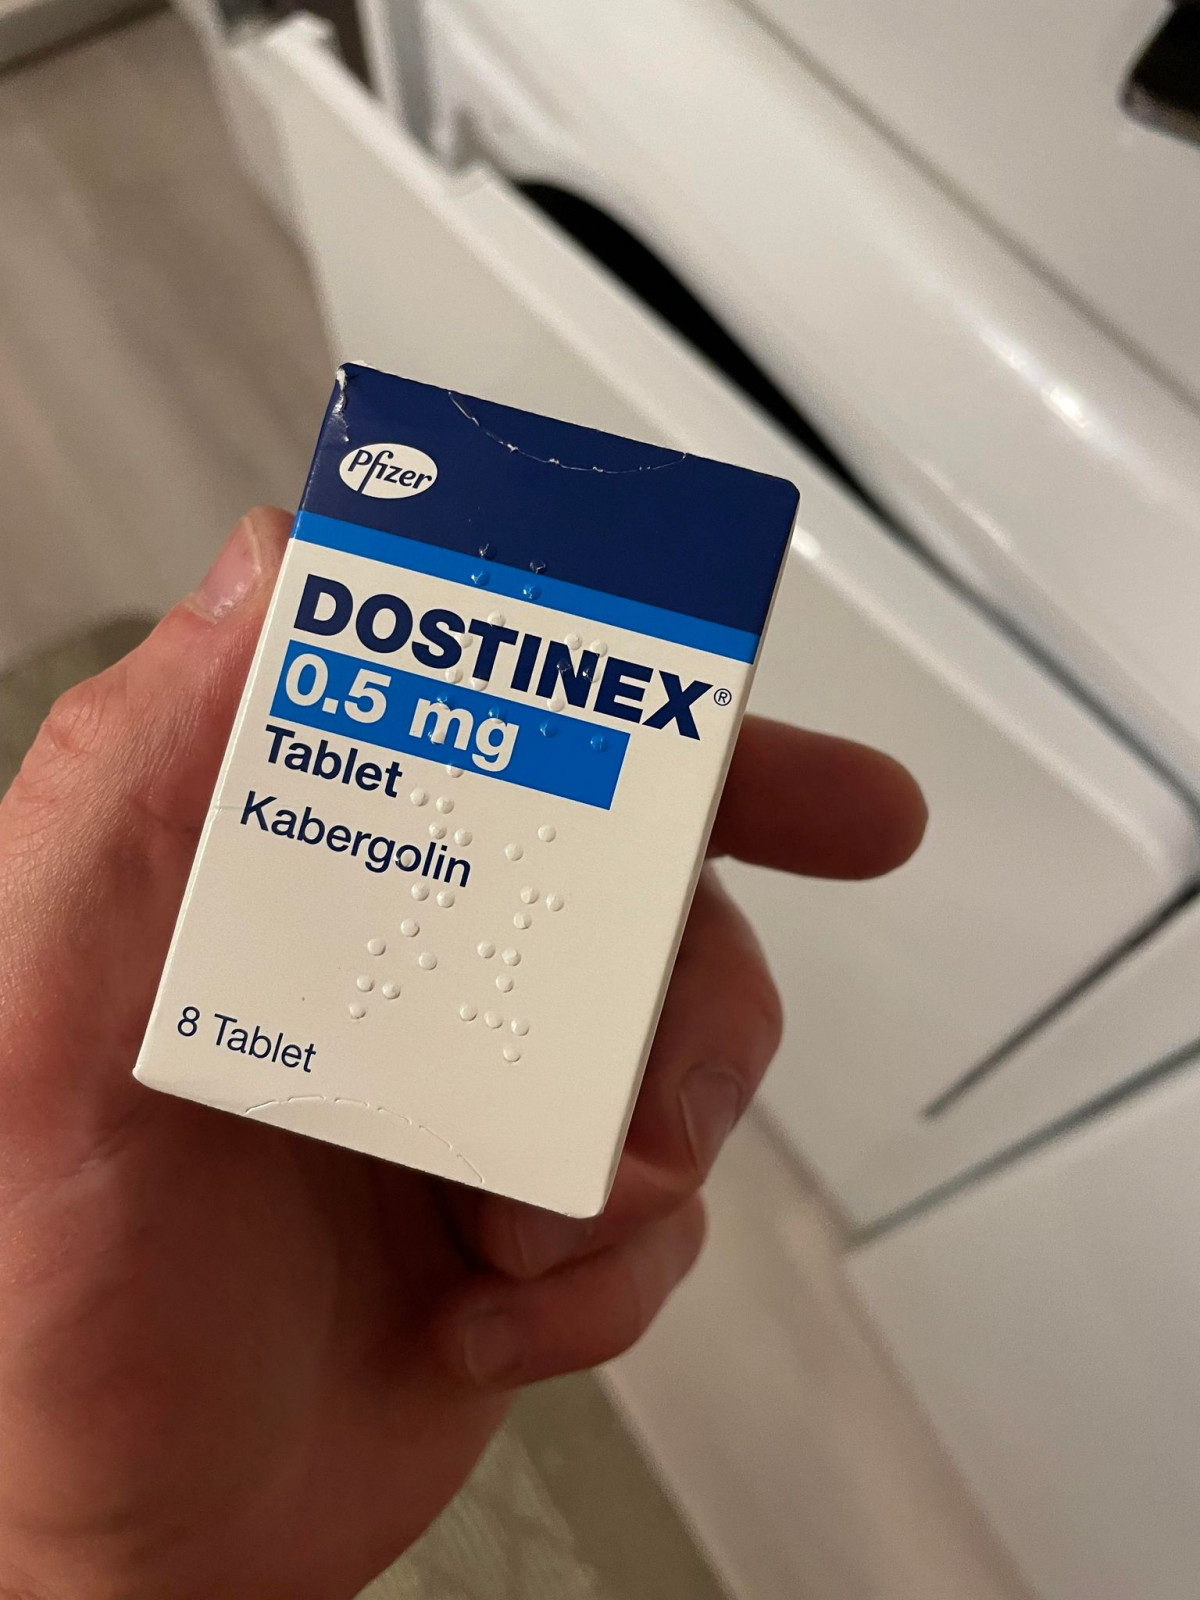 Pfizer
DOSTINEX®
0.5 mg
Tablet
Kabergolin
8 Tablet